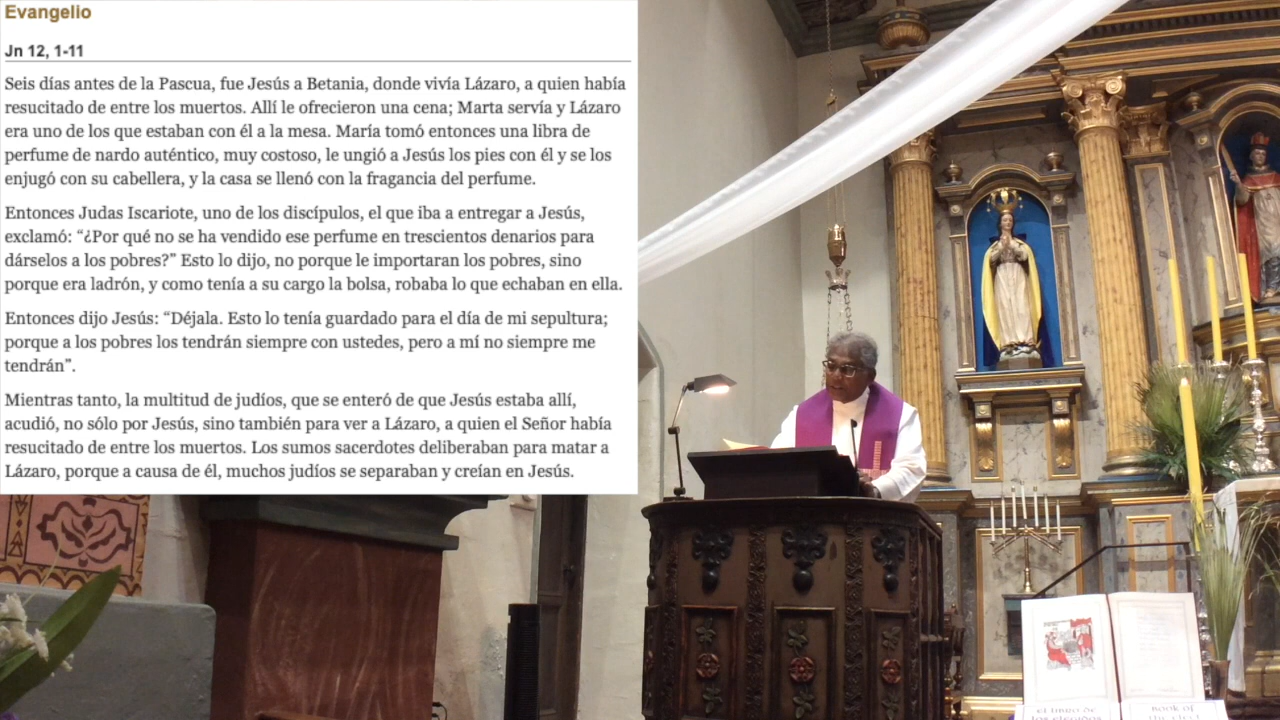 Evangelio
Jn 12, 1-11
Seis días antes de la Pascua, fue Jesús a Betania, donde vivía Lázaro, a quien había
resucitado de entre los muertos. Allí le ofrecieron una cena; Marta servía y Lázaro
era uno de los que estaban con él a la mesa. María tomó entonces una libra de
perfume de nardo auténtico, muy costoso, le ungió a Jesús los pies con él y se los
enjugó con su cabellera, y la casa se llenó con la fragancia del perfume.
Entonces Judas Iscariote, uno de los discípulos, el que iba a entregar a Jesús,
exclamó: “¿Por qué no se ha vendido ese perfume en trescientos denarios para
dárselos a los pobres?” Esto lo dijo, no porque le importaran los pobres, sino
porque era ladrón, y como tenía a su cargo la bolsa, robaba lo que echaban en ella.
Entonces dijo Jesús: “Déjala. Esto lo tenía guardado para el día de mi sepultura;
porque a los pobres los tendrán siempre con ustedes, pero a mí no siempre me
tendrán”.
Mientras tanto, la multitud de judíos, que se enteró de que Jesús estaba allí,
acudió, no sólo por Jesús, sino también para ver a Lázaro, a quien el Señor había
resucitado de entre los muertos. Los sumos sacerdotes deliberaban para matar a
Lázaro, porque a causa de él, muchos judíos se separaban y creían en Jesús.
el libro de
los elegidos
Book of